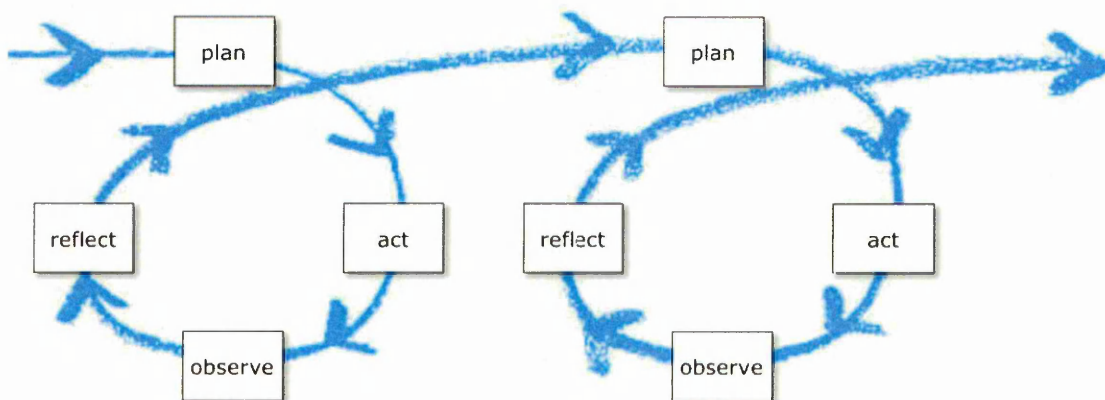 plan
act
observe
reflect
plan
act
observe
reflect